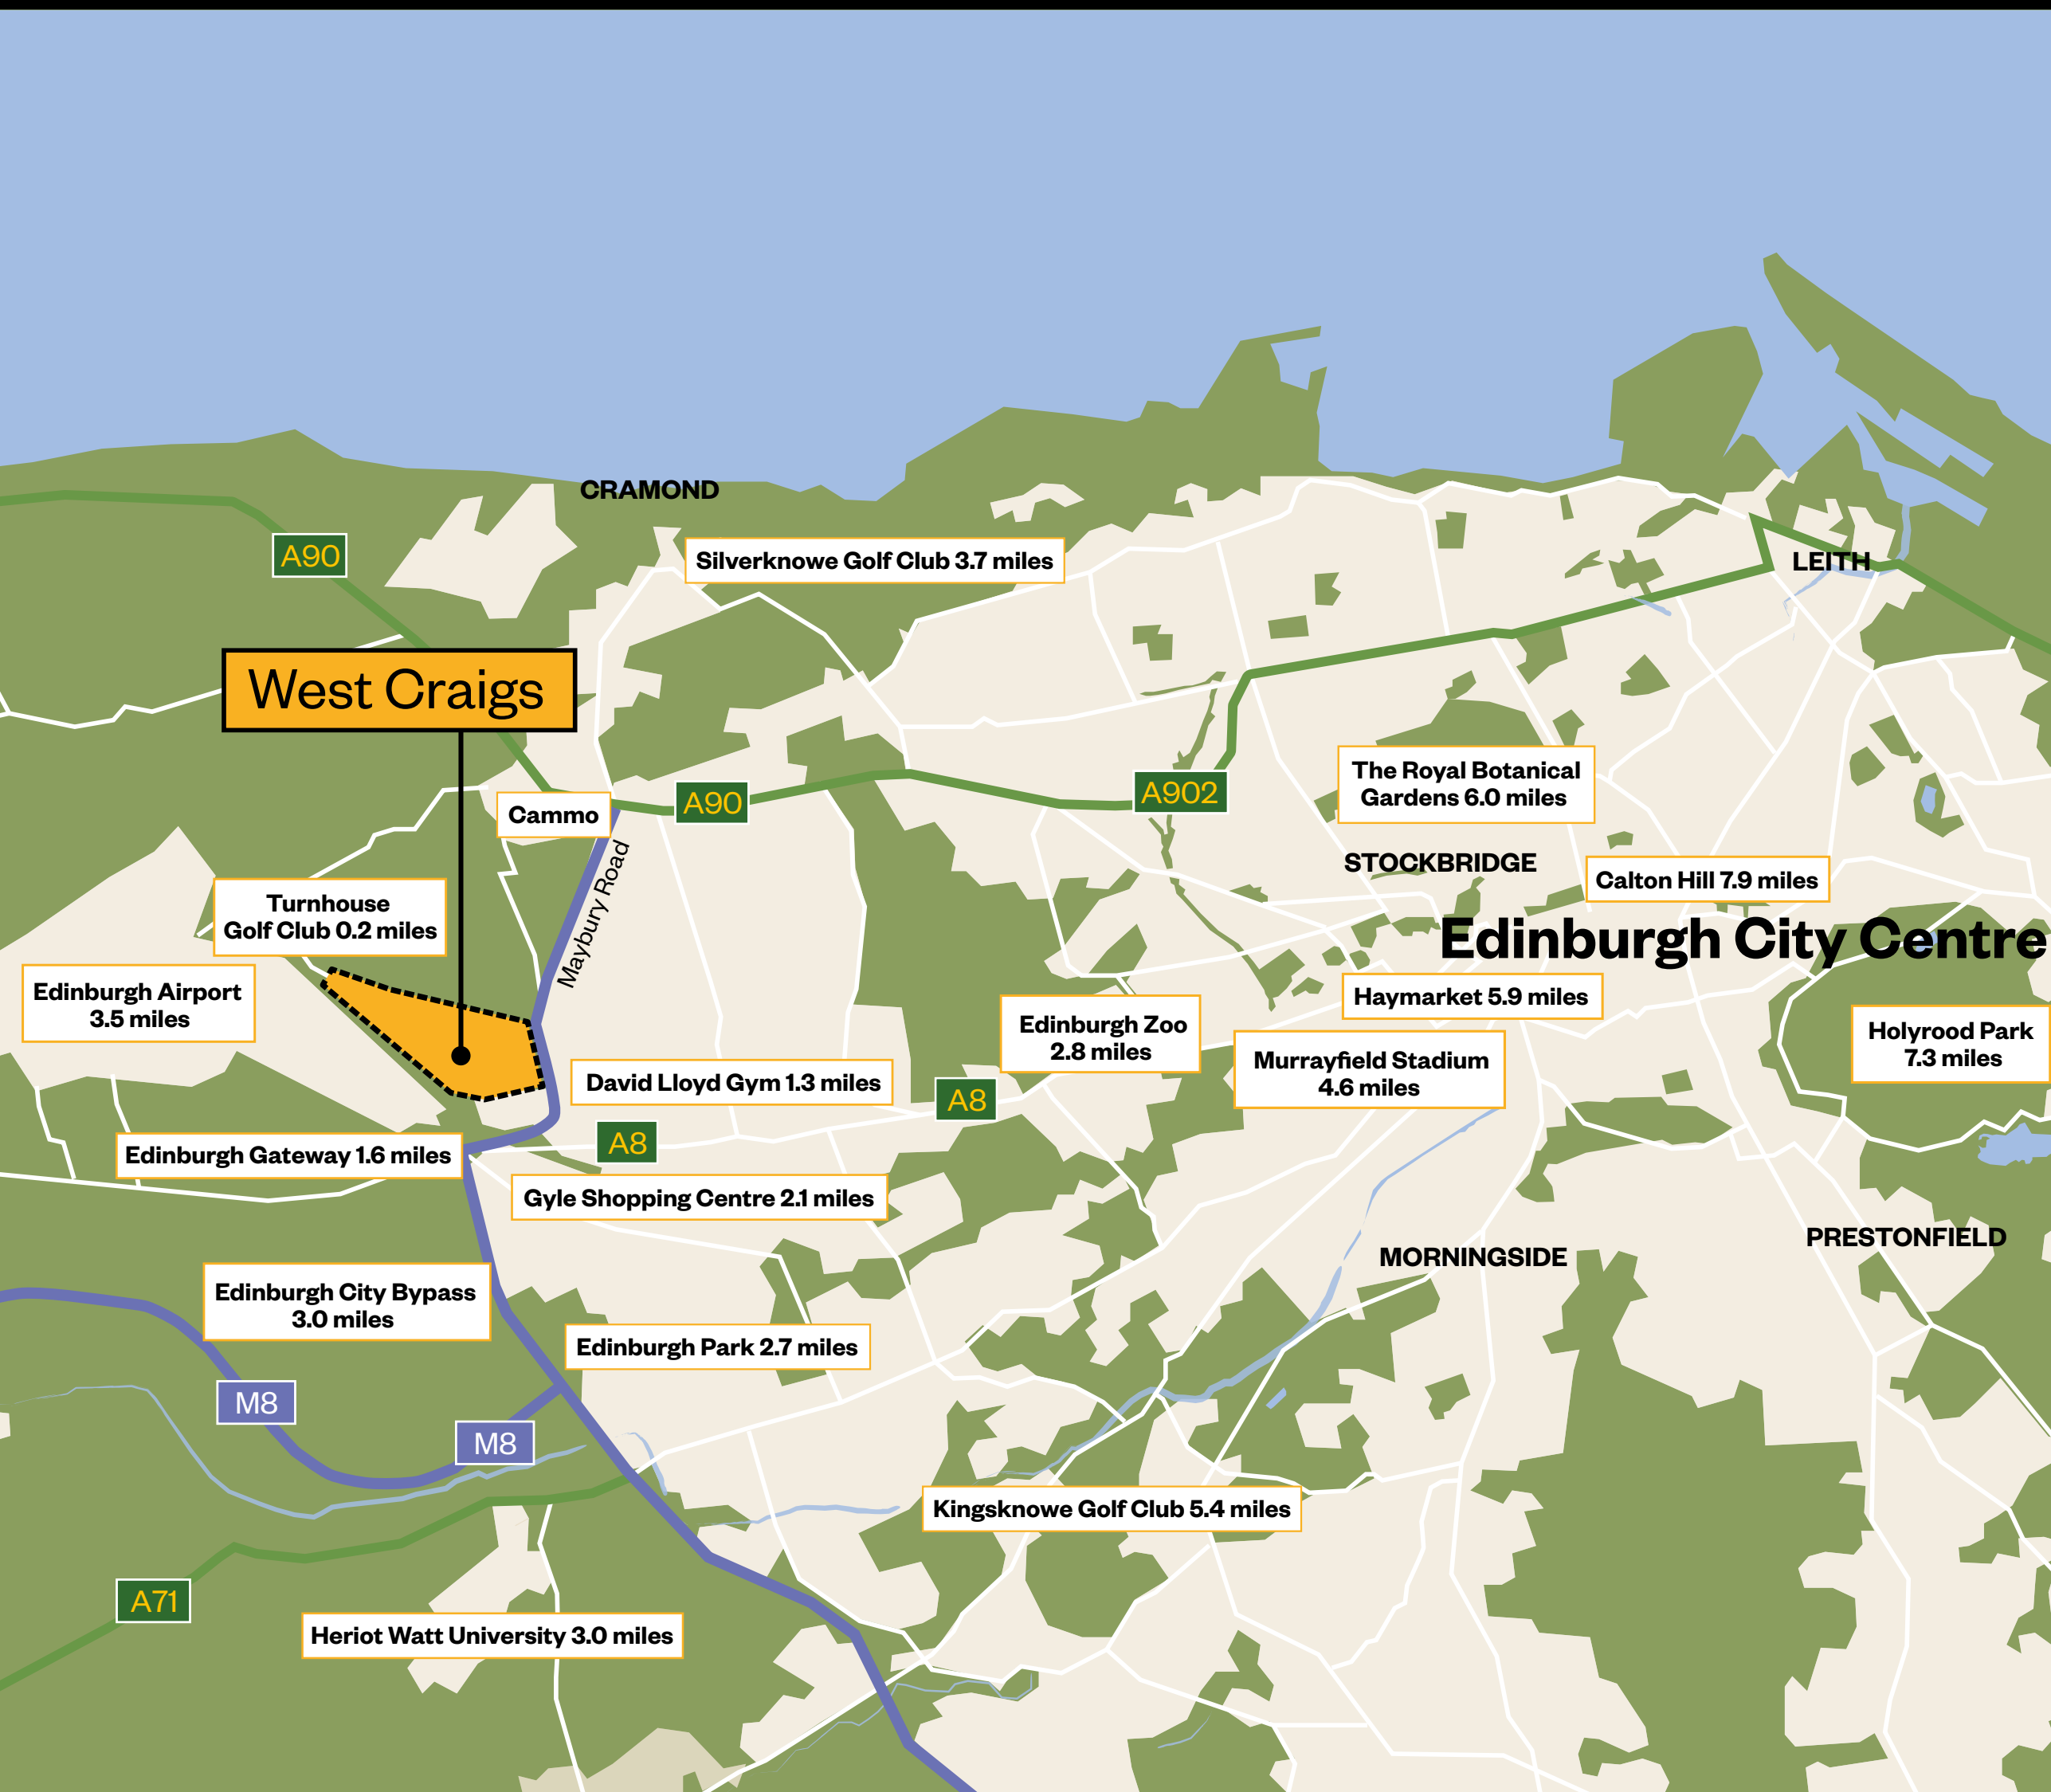 CRAMOND
A90
Silverknowe Golf Club 3.7 miles
LEITH
West Craigs
The Royal Botanical
Gardens 6.0 miles
A902
A90
Cammo
Maybury Road
STOCKBRIDGE
Calton Hill 7.9 miles
Turnhouse
Golf Club 0.2 miles
Edinburgh City Centre
Edinburgh Airport
3.5 miles
Haymarket 5.9 miles
Edinburgh Zoo
2.8 miles
Holyrood Park
7.3 miles
Murrayfield Stadium
4.6 miles
David Lloyd Gym 1.3 miles
A8
A8
Edinburgh Gateway 1.6 miles
Gyle Shopping Centre 2.1 miles
PRESTONFIELD
MORNINGSIDE
Edinburgh City Bypass
3.0 miles
Edinburgh Park 2.7 miles
M8
M8
Kingsknowe Golf Club 5.4 miles
A71
Heriot Watt University 3.0 miles